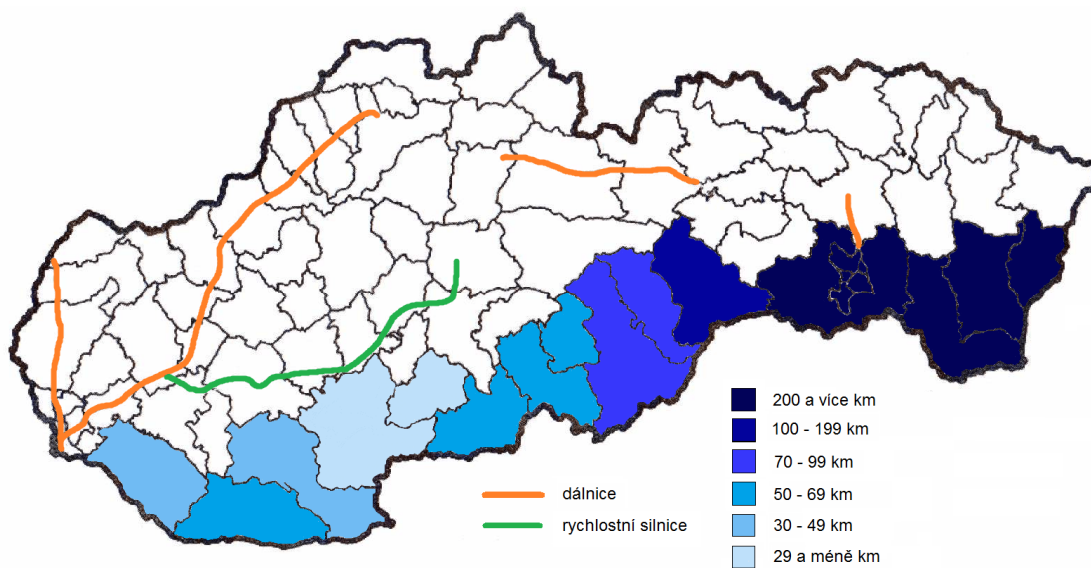 200 a více km
100 - 199 km
70 - 99 km
50 - 69 km
30 - 49 km
29 a méně km
dálnice
rychlostní silnice